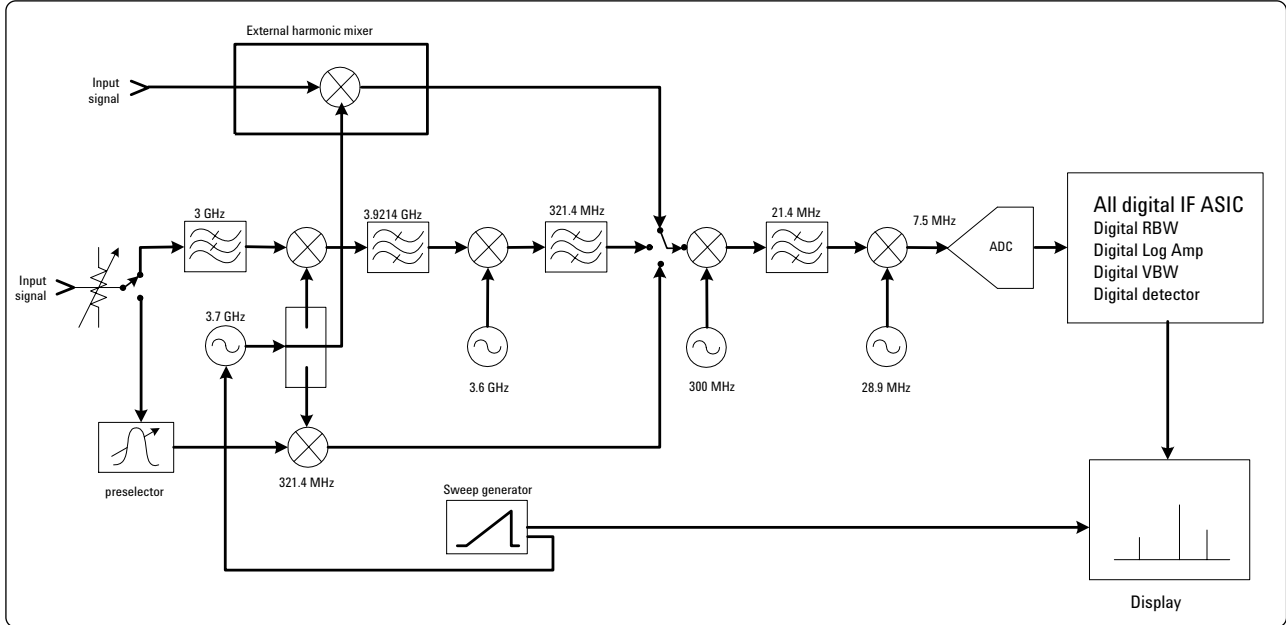 External harmonic mixer
Input
signal
3 GHz
3.9214 GHz
321.4 MHz
21.4 MHz
7.5 MHz
ADC
All digital IF ASIC
Digital RBW
Digital Log Amp
Digital VBW
Digital detector
Input
signal
3.7 GHz
3.6 GHz
300 MHz
28.9 MHz
preselector
321.4 MHz
Sweep generator
Display